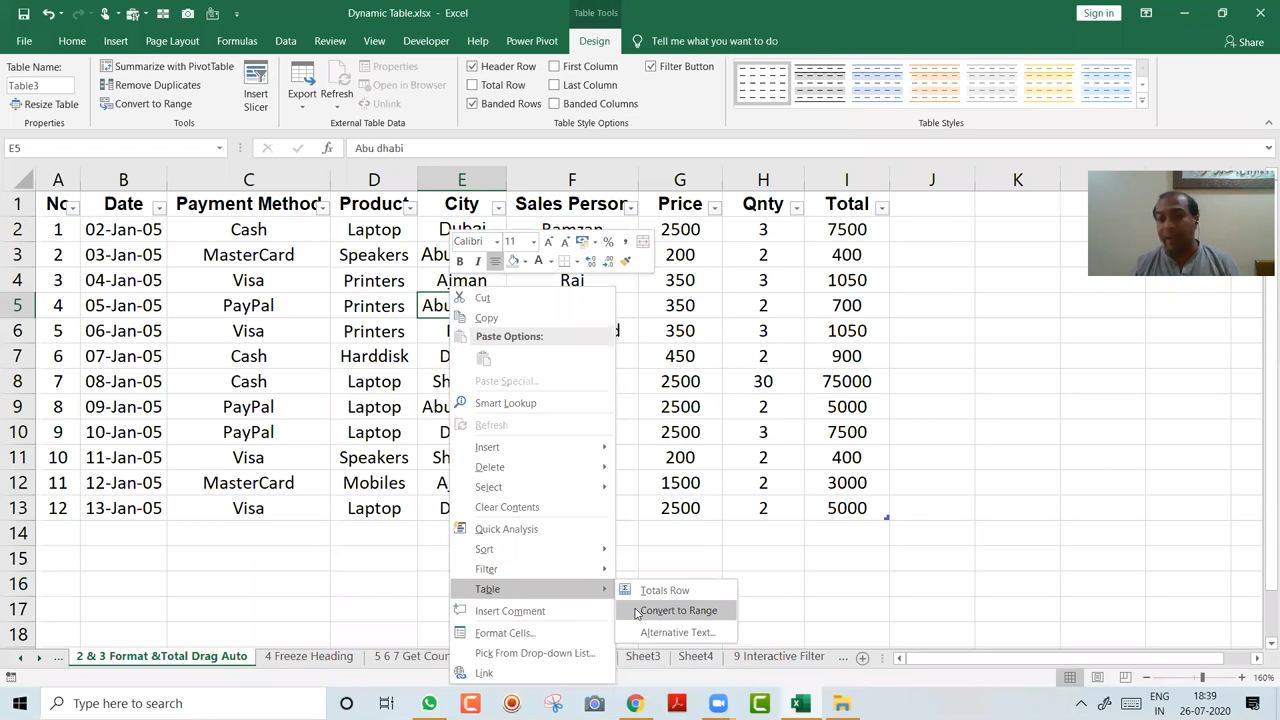 Dynamic Table.xlsx - Excel
Table Tools
Sign in
File Home Insert Page Layout Formulas Data Review View Developer Help Power Pivot Design Tell me what you want to do Share
Table Name:
Table3
Resize Table
Properties
Summarize with PivotTable
Remove Duplicates
Convert to Range
Tools
Insert
Slicer
Export
Refresh
Properties
Open in Browser
Unlink
External Table Data
Header Row First Column Filter Button
Total Row Last Column
Banded Rows Banded Columns
Table Style Options
Table Styles
E5 fx Abu dhabi
A B C D E F G H I J K
1 No Date Payment Method Product City Sales Person Price Qnty Total
2 1 02-Jan-05 Cash Laptop Dubai Ramzan 2500 3 7500
3 2 03-Jan-05 MasterCard Speakers 200 2 400
4 3 04-Jan-05 Visa Printers Ajman Raj 350 3 1050
5 4 05-Jan-05 PayPal Printers 350 2 700
6 5 06-Jan-05 Visa Printers 350 3 1050
7 6 07-Jan-05 Cash Harddisk 450 2 900
8 7 08-Jan-05 Cash Laptop 2500 30 75000
9 8 09-Jan-05 PayPal Laptop 2500 2 5000
10 9 10-Jan-05 PayPal Laptop 2500 3 7500
11 10 11-Jan-05 Visa Speakers 200 2 400
12 11 12-Jan-05 MasterCard Mobiles 1500 2 3000
13 12 13-Jan-05 Visa Laptop 2500 2 5000
14
15
16
17
18
Calibri 11 A A % ,
B I A
Cut
Copy
Paste Options:
Paste Special...
Smart Lookup
Refresh
Insert
Delete
Select
Clear Contents
Quick Analysis
Sort
Filter
Table
Insert Comment
Format Cells...
Pick From Drop-down List...
Link
Totals Row
Convert to Range
Alternative Text...
... 2 & 3 Format &Total Drag Auto 4 Freeze Heading 5 6 7 Get Cou Sheet3 Sheet4 9 Interactive Filter ...
160%
Type here to search
ENG
IN
18:39
26-07-2020